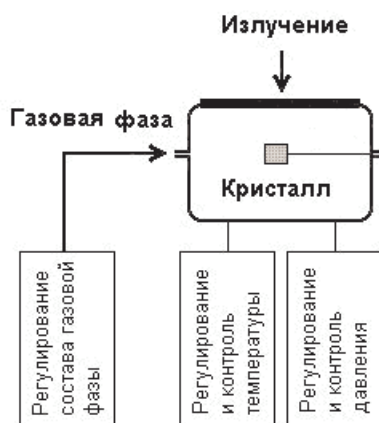 Излучение
Газовая фаза
Кристалл
Регулирование
состава газовой
фазы
Регулирование
и контроль
температуры
Регулирование
и контроль
давления